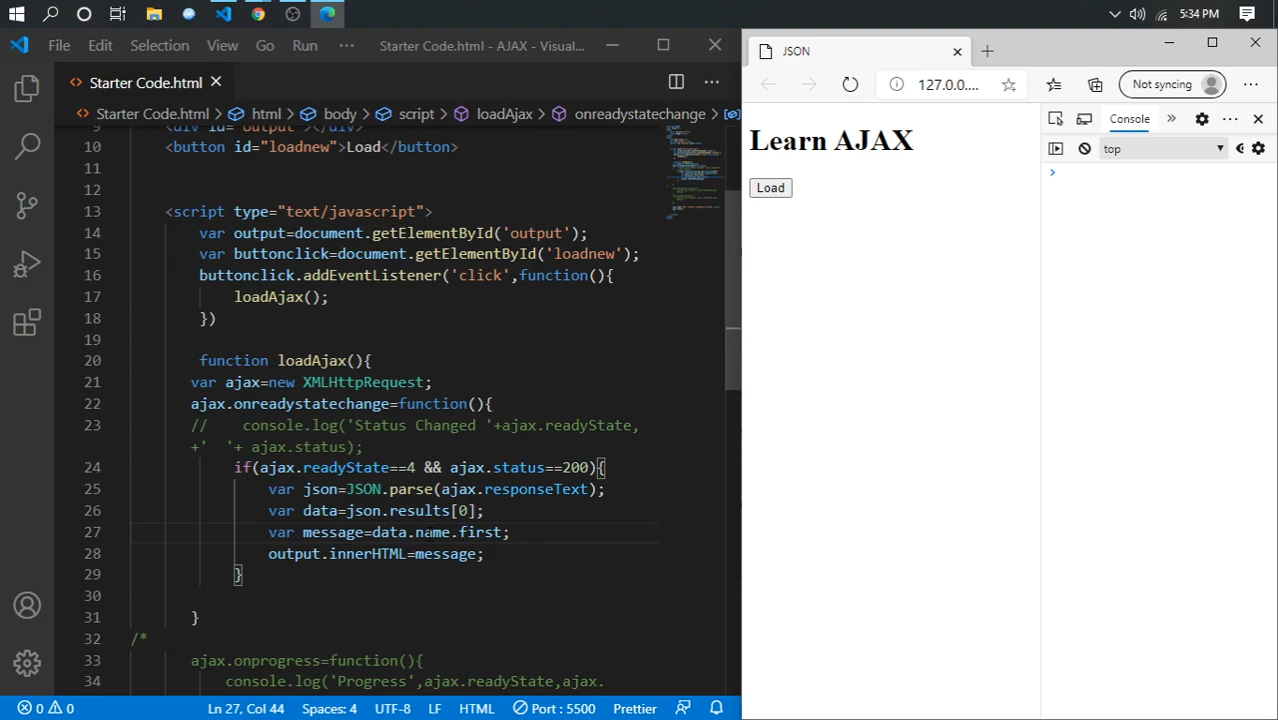 5:34 PM
File Edit Selection View Go Run ··· Starter Code.html - AJAX - Visual...
Starter Code.html
Starter Code.html html body script loadAjax onreadystatechange
9 <div id="output"></div>
10 <button id="loadnew">Load</button>
11
12
13 <script type="text/javascript">
14 var output=document.getElementById('output');
15 var buttonclick=document.getElementById('loadnew');
16 buttonclick.addEventListener('click',function(){
17 loadAjax();
18 })
19
20 function loadAjax(){
21 var ajax=new XMLHttpRequest;
22 ajax.onreadystatechange=function(){
23 // console.log('Status Changed '+ajax.readyState,
+' '+ ajax.status);
24 if(ajax.readyState==4 && ajax.status==200){
25 var json=JSON.parse(ajax.responseText);
26 var data=json.results[0];
27 var message=data.name.first;
28 output.innerHTML=message;
29 }
30
31 }
32 /*
33 ajax.onprogress=function(){
34 console.log('Progress',ajax.readyState,ajax.
0 0 Ln 27, Col 44 Spaces: 4 UTF-8 LF HTML Port : 5500 Prettier
JSON
127.0.0.... Not syncing
Learn AJAX
Load
Console
top